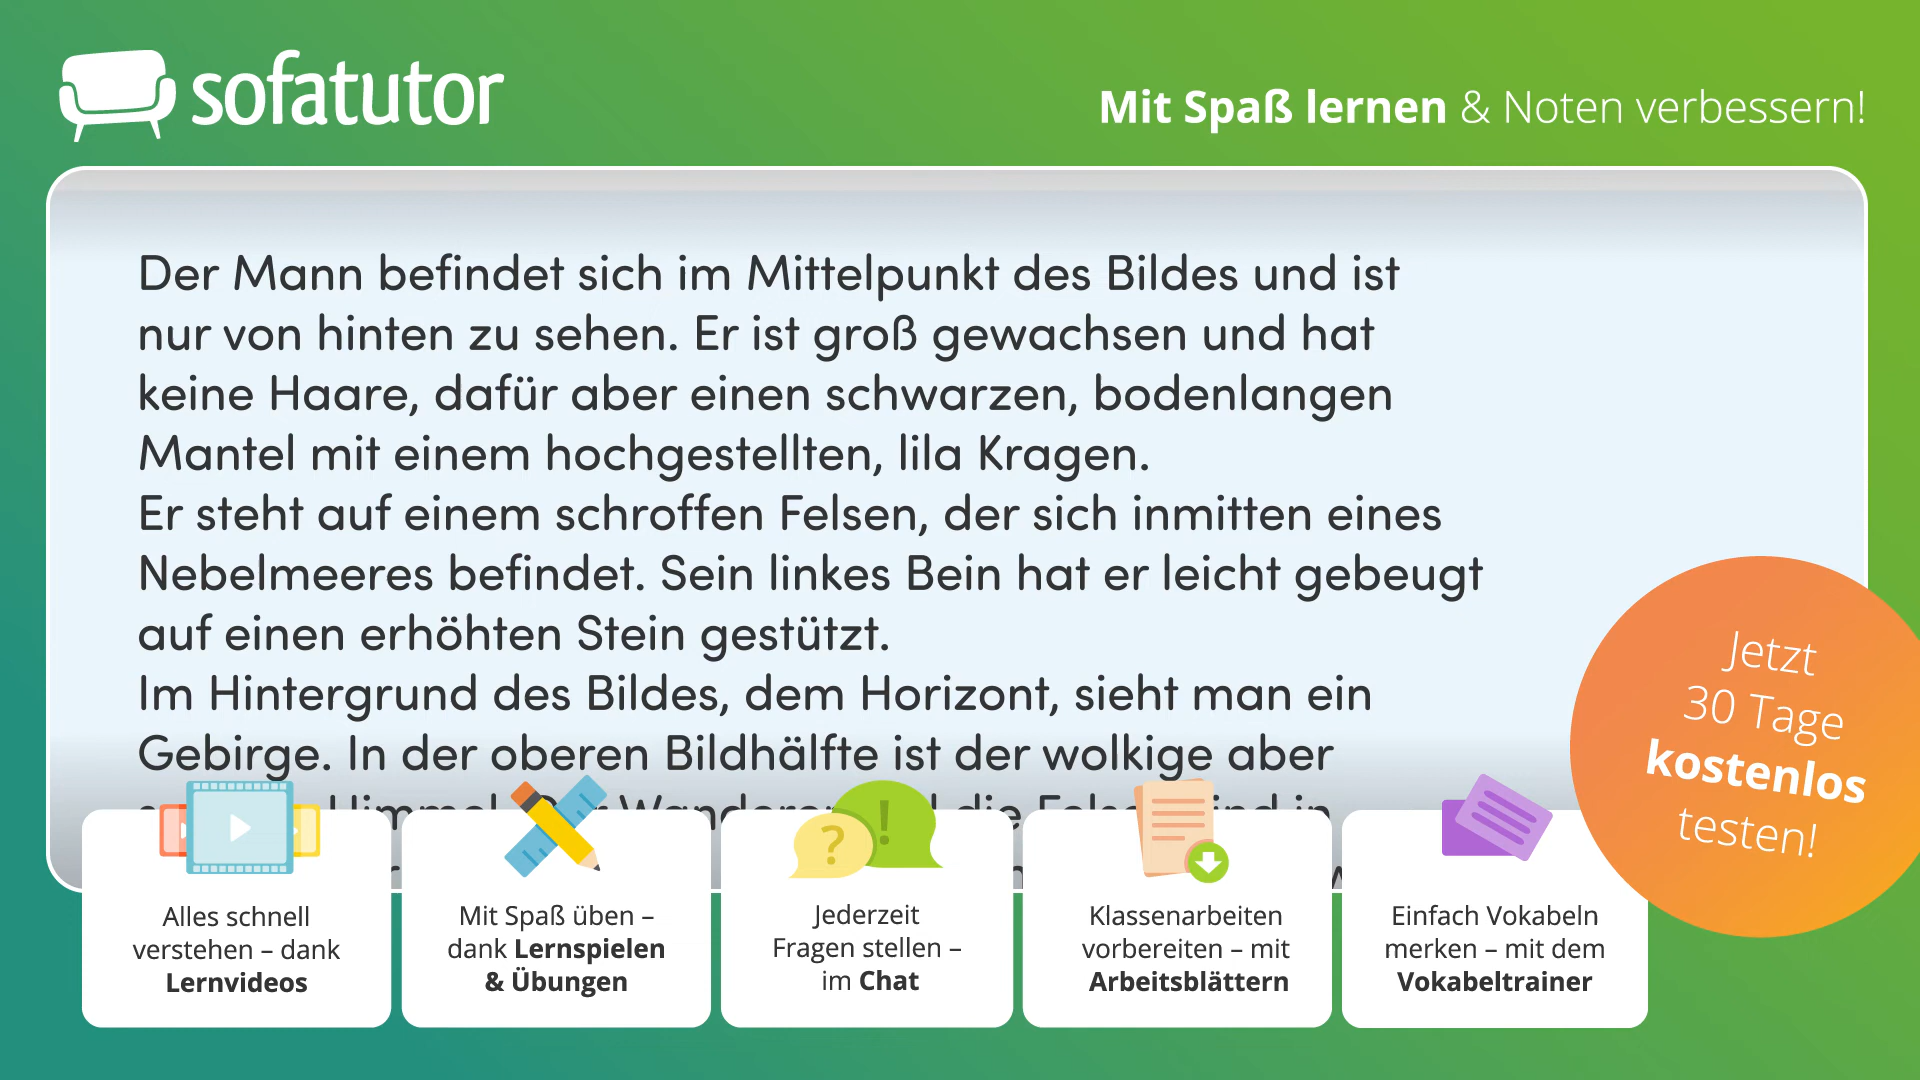 sofatutor
Mit Spaß lernen & Noten verbessern!
Der Mann befindet sich im Mittelpunkt des Bildes und ist
nur von hinten zu sehen. Er ist groß gewachsen und hat
keine Haare, dafür aber einen schwarzen, bodenlangen
Mantel mit einem hochgestellten, lila Kragen.
Er steht auf einem schroffen Felsen, der sich inmitten eines
Nebelmeeres befindet. Sein linkes Bein hat er leicht gebeugt
auf einen erhöhten Stein gestützt.
Im Hintergrund des Bildes, dem Horizont, sieht man ein
Gebirge. In der oberen Bildhälfte ist der wolkige aber
Himmel. die in
Jetzt
30 Tage
kostenlos
testen!
Alles schnell
verstehen – dank
Lernvideos
Mit Spaß üben –
dank Lernspielen
& Übungen
? !
Jederzeit
Fragen stellen –
im Chat
Klassenarbeiten
vorbereiten – mit
Arbeitsblättern
Einfach Vokabeln
merken – mit dem
Vokabeltrainer